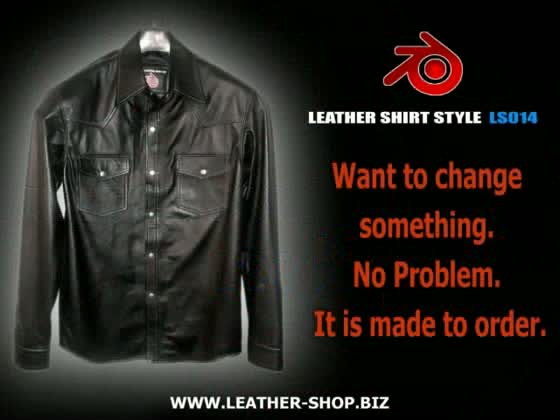 LEATHER SHIRT STYLE LS014
Want to change
something.
No Problem.
It is made to order.
WWW.LEATHER-SHOP.BIZ